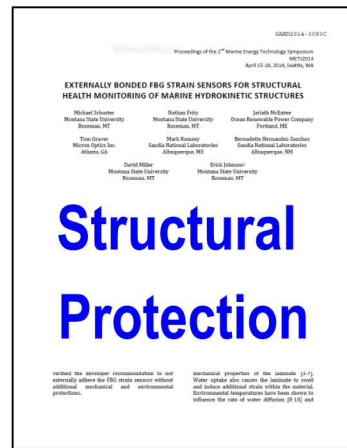 SAND2014-3083C
Proceedings of the 2nd Marine Energy Technology Symposium
METS2014
April 15-18, 2014, Seattle, WA
EXTERNALLY BONDED FBG STRAIN SENSORS FOR STRUCTURAL
HEALTH MONITORING OF MARINE HYDROKINETIC STRUCTURES
Michael Schuster
Montana State University
Bozeman, MT
Nathan Fritz
Montana State University
Bozeman, MT
Jarlath McEntee
Ocean Renewable Power Company
Portland, ME
Tom Graver
Micron Optics Inc.
Atlanta, GA
Mark Rumsey
Sandia National Laboratories
Albuquerque, ME
Bernadette Hernandez-Sanchez
Sandia National Laboratories
Albuquerque, NM
David Miller
Montana State University
Bozeman, MT
Erick Johnson¹
Montana State University
Bozeman, MT
Structural
Protection
verified the developer recommendation to not
externally adhere the FBG strain sensors without
additional mechanical and environmental
protections.
mechanical properties of the laminate [3-7].
Water uptake also causes the laminate to swell
and induce additional strain within the material.
Environmental temperatures have been shown to
influence the rate of water diffusion [8-10] and